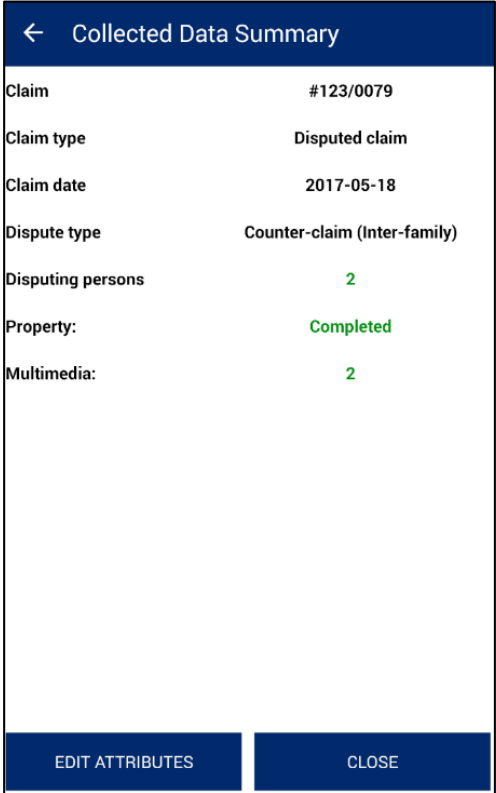 Collected Data Summary
Claim #123/0079
Claim type Disputed claim
Claim date 2017-05-18
Dispute type Counter-claim (Inter-family)
Disputing persons 2
Property: Completed
Multimedia: 2
EDIT ATTRIBUTES CLOSE